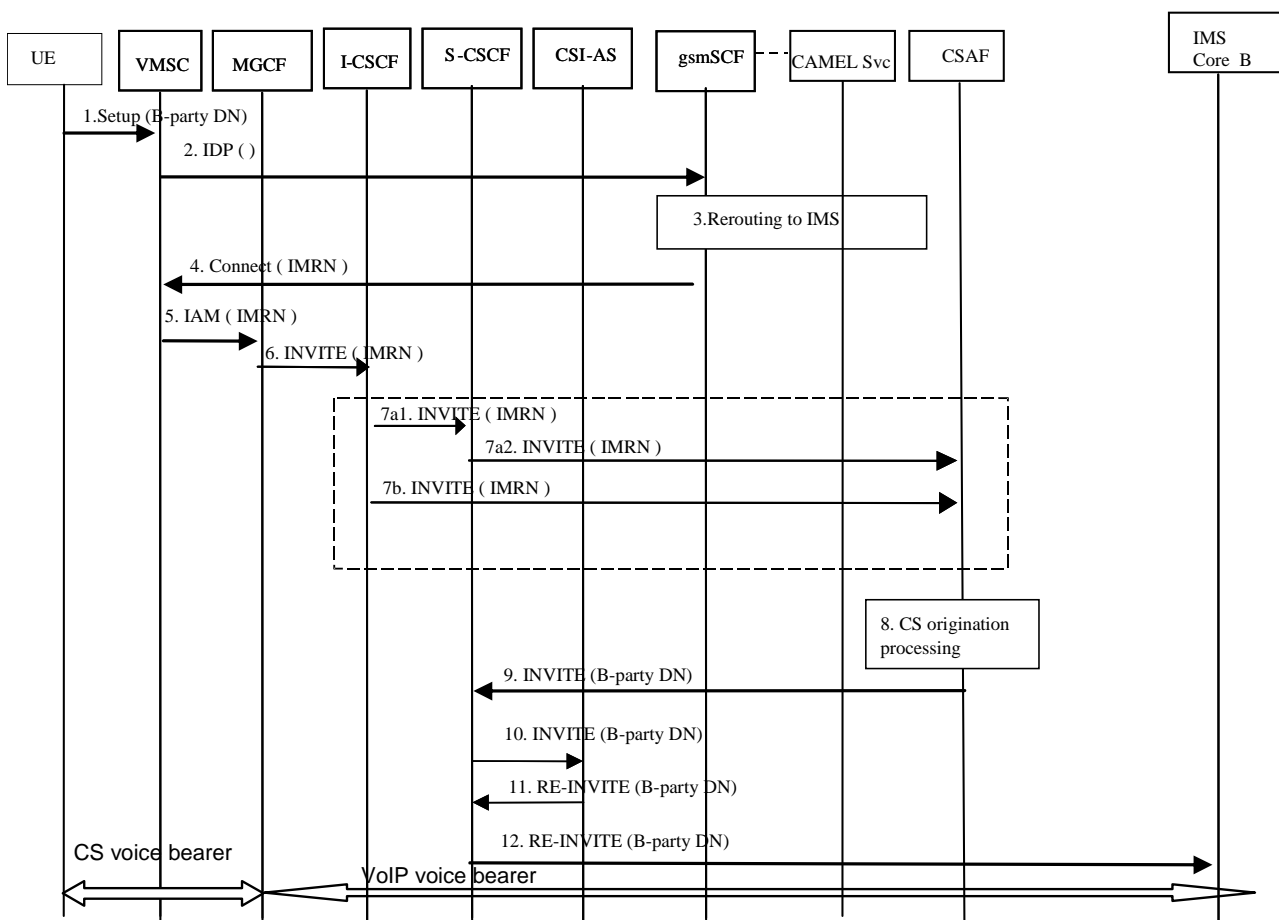 UE
VMSC
MGCF
I-CSCF
S-CSCF
CSI-AS
gsmSCF
CAMEL Svc
CSAF
IMS
Core B
1.Setup (B-party DN)
2. IDP ( )
3.Rerouting to IMS
4. Connect ( IMRN )
5. IAM ( IMRN )
6. INVITE ( IMRN )
7a1. INVITE ( IMRN )
7a2. INVITE ( IMRN )
7b. INVITE ( IMRN )
8. CS origination
processing
9. INVITE (B-party DN)
10. INVITE (B-party DN)
11. RE-INVITE (B-party DN)
12. RE-INVITE (B-party DN)
CS voice bearer
VoIP voice bearer